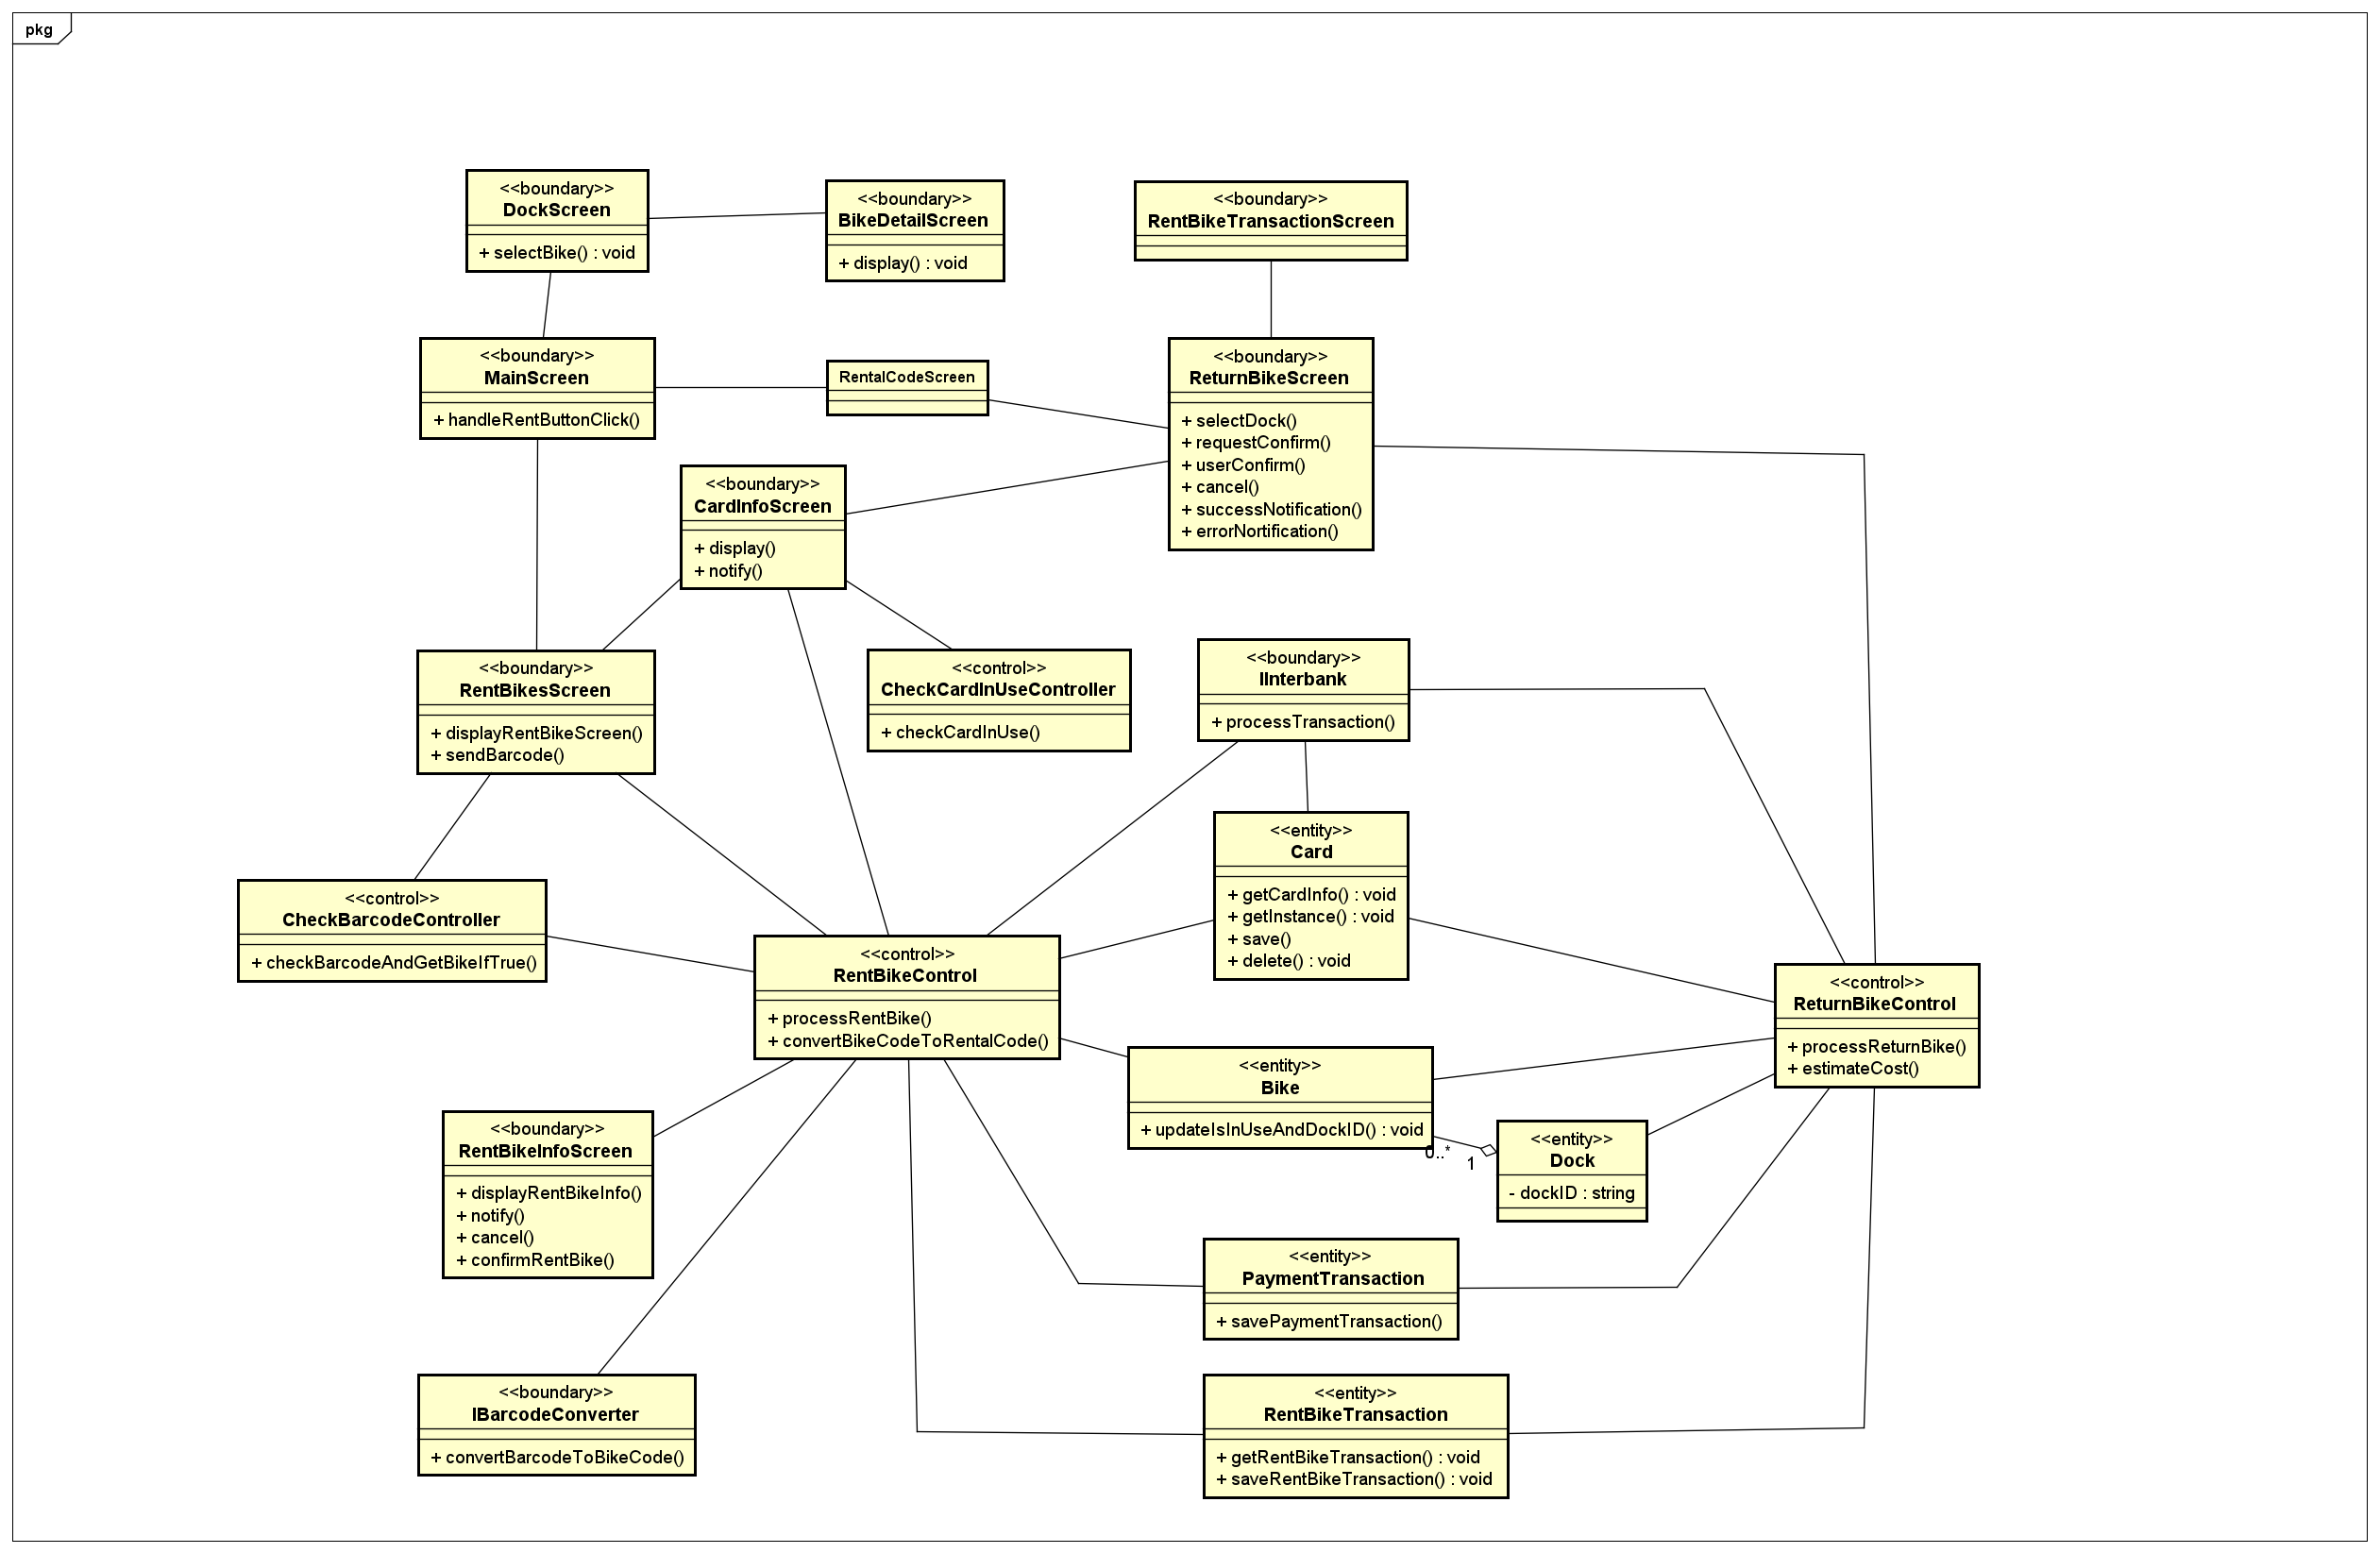 pkg
<<boundary>>
DockScreen
+ selectBike() : void
<<boundary>>
BikeDetailScreen
+ display() : void
<<boundary>>
RentBikeTransactionScreen
<<boundary>>
MainScreen
+ handleRentButtonClick()
RentalCodeScreen
<<boundary>>
ReturnBikeScreen
+ selectDock()
+ requestConfirm()
+ userConfirm()
+ cancel()
+ successNotification()
+ errorNortification()
<<boundary>>
CardInfoScreen
+ display()
+ notify()
<<boundary>>
RentBikesScreen
+ displayRentBikeScreen()
+ sendBarcode()
<<control>>
CheckCardInUseController
+ checkCardInUse()
<<boundary>>
IInterbank
+ processTransaction()
<<entity>>
Card
+ getCardInfo() : void
+ getInstance() : void
+ save()
+ delete() : void
<<control>>
CheckBarcodeController
+ checkBarcodeAndGetBikeIfTrue()
<<control>>
RentBikeControl
+ processRentBike()
+ convertBikeCodeToRentalCode()
<<control>>
ReturnBikeControl
+ processReturnBike()
+ estimateCost()
<<entity>>
Bike
+ updateIsInUseAndDockID() : void
0..*
1
<<entity>>
Dock
- dockID : string
<<boundary>>
RentBikeInfoScreen
+ displayRentBikeInfo()
+ notify()
+ cancel()
+ confirmRentBike()
<<entity>>
PaymentTransaction
+ savePaymentTransaction()
<<boundary>>
IBarcodeConverter
+ convertBarcodeToBikeCode()
<<entity>>
RentBikeTransaction
+ getRentBikeTransaction() : void
+ saveRentBikeTransaction() : void